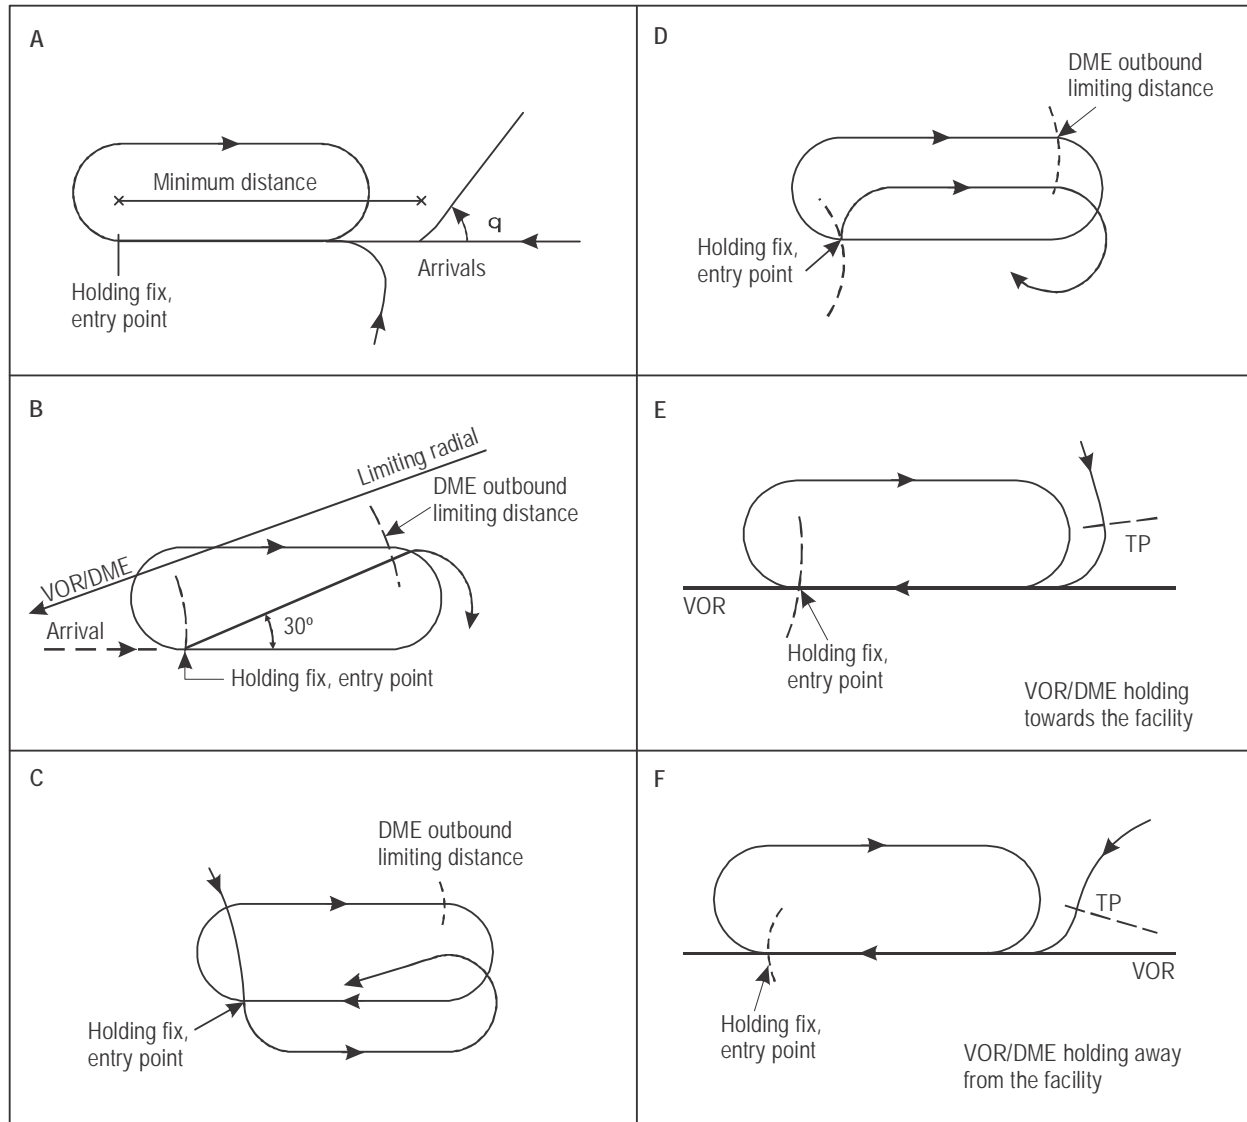 A
Minimum distance
q
Arrivals
Holding fix,
entry point
B
Limiting radial
DME outbound
limiting distance
VOR/DME
Arrival
30º
Holding fix, entry point
C
DME outbound
limiting distance
Holding fix,
entry point
D
DME outbound
limiting distance
Holding fix,
entry point
E
TP
VOR
Holding fix,
entry point
VOR/DME holding
towards the facility
F
TP
VOR
Holding fix,
entry point
VOR/DME holding away
from the facility